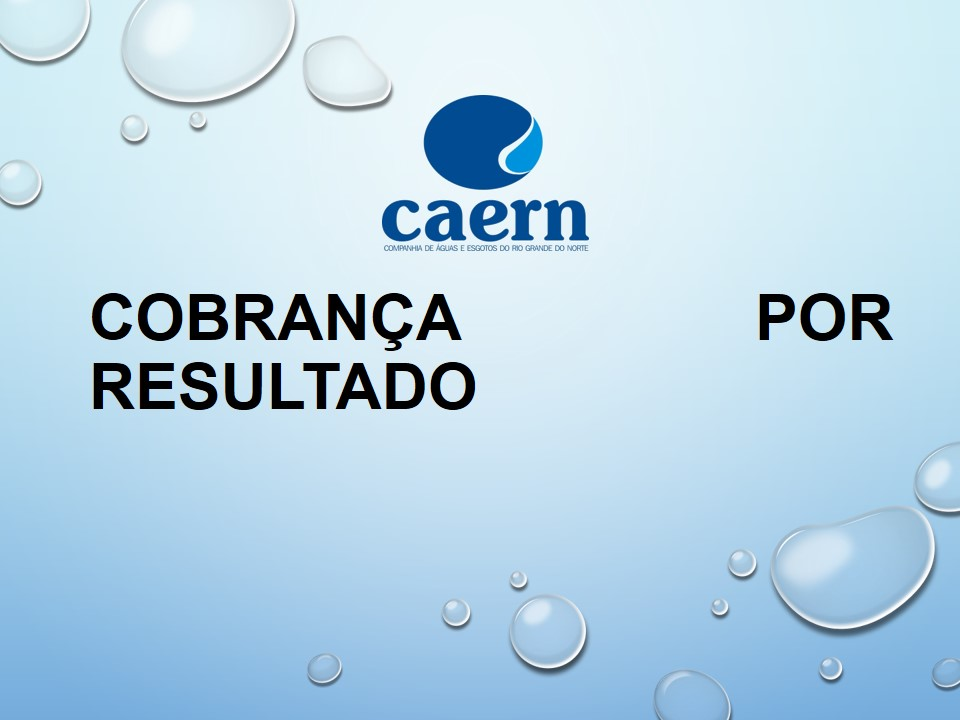 caern
COMPANHIA DE ÁGUAS E ESGOTOS DO RIO GRANDE DO NORTE
COBRANÇA POR
RESULTADO